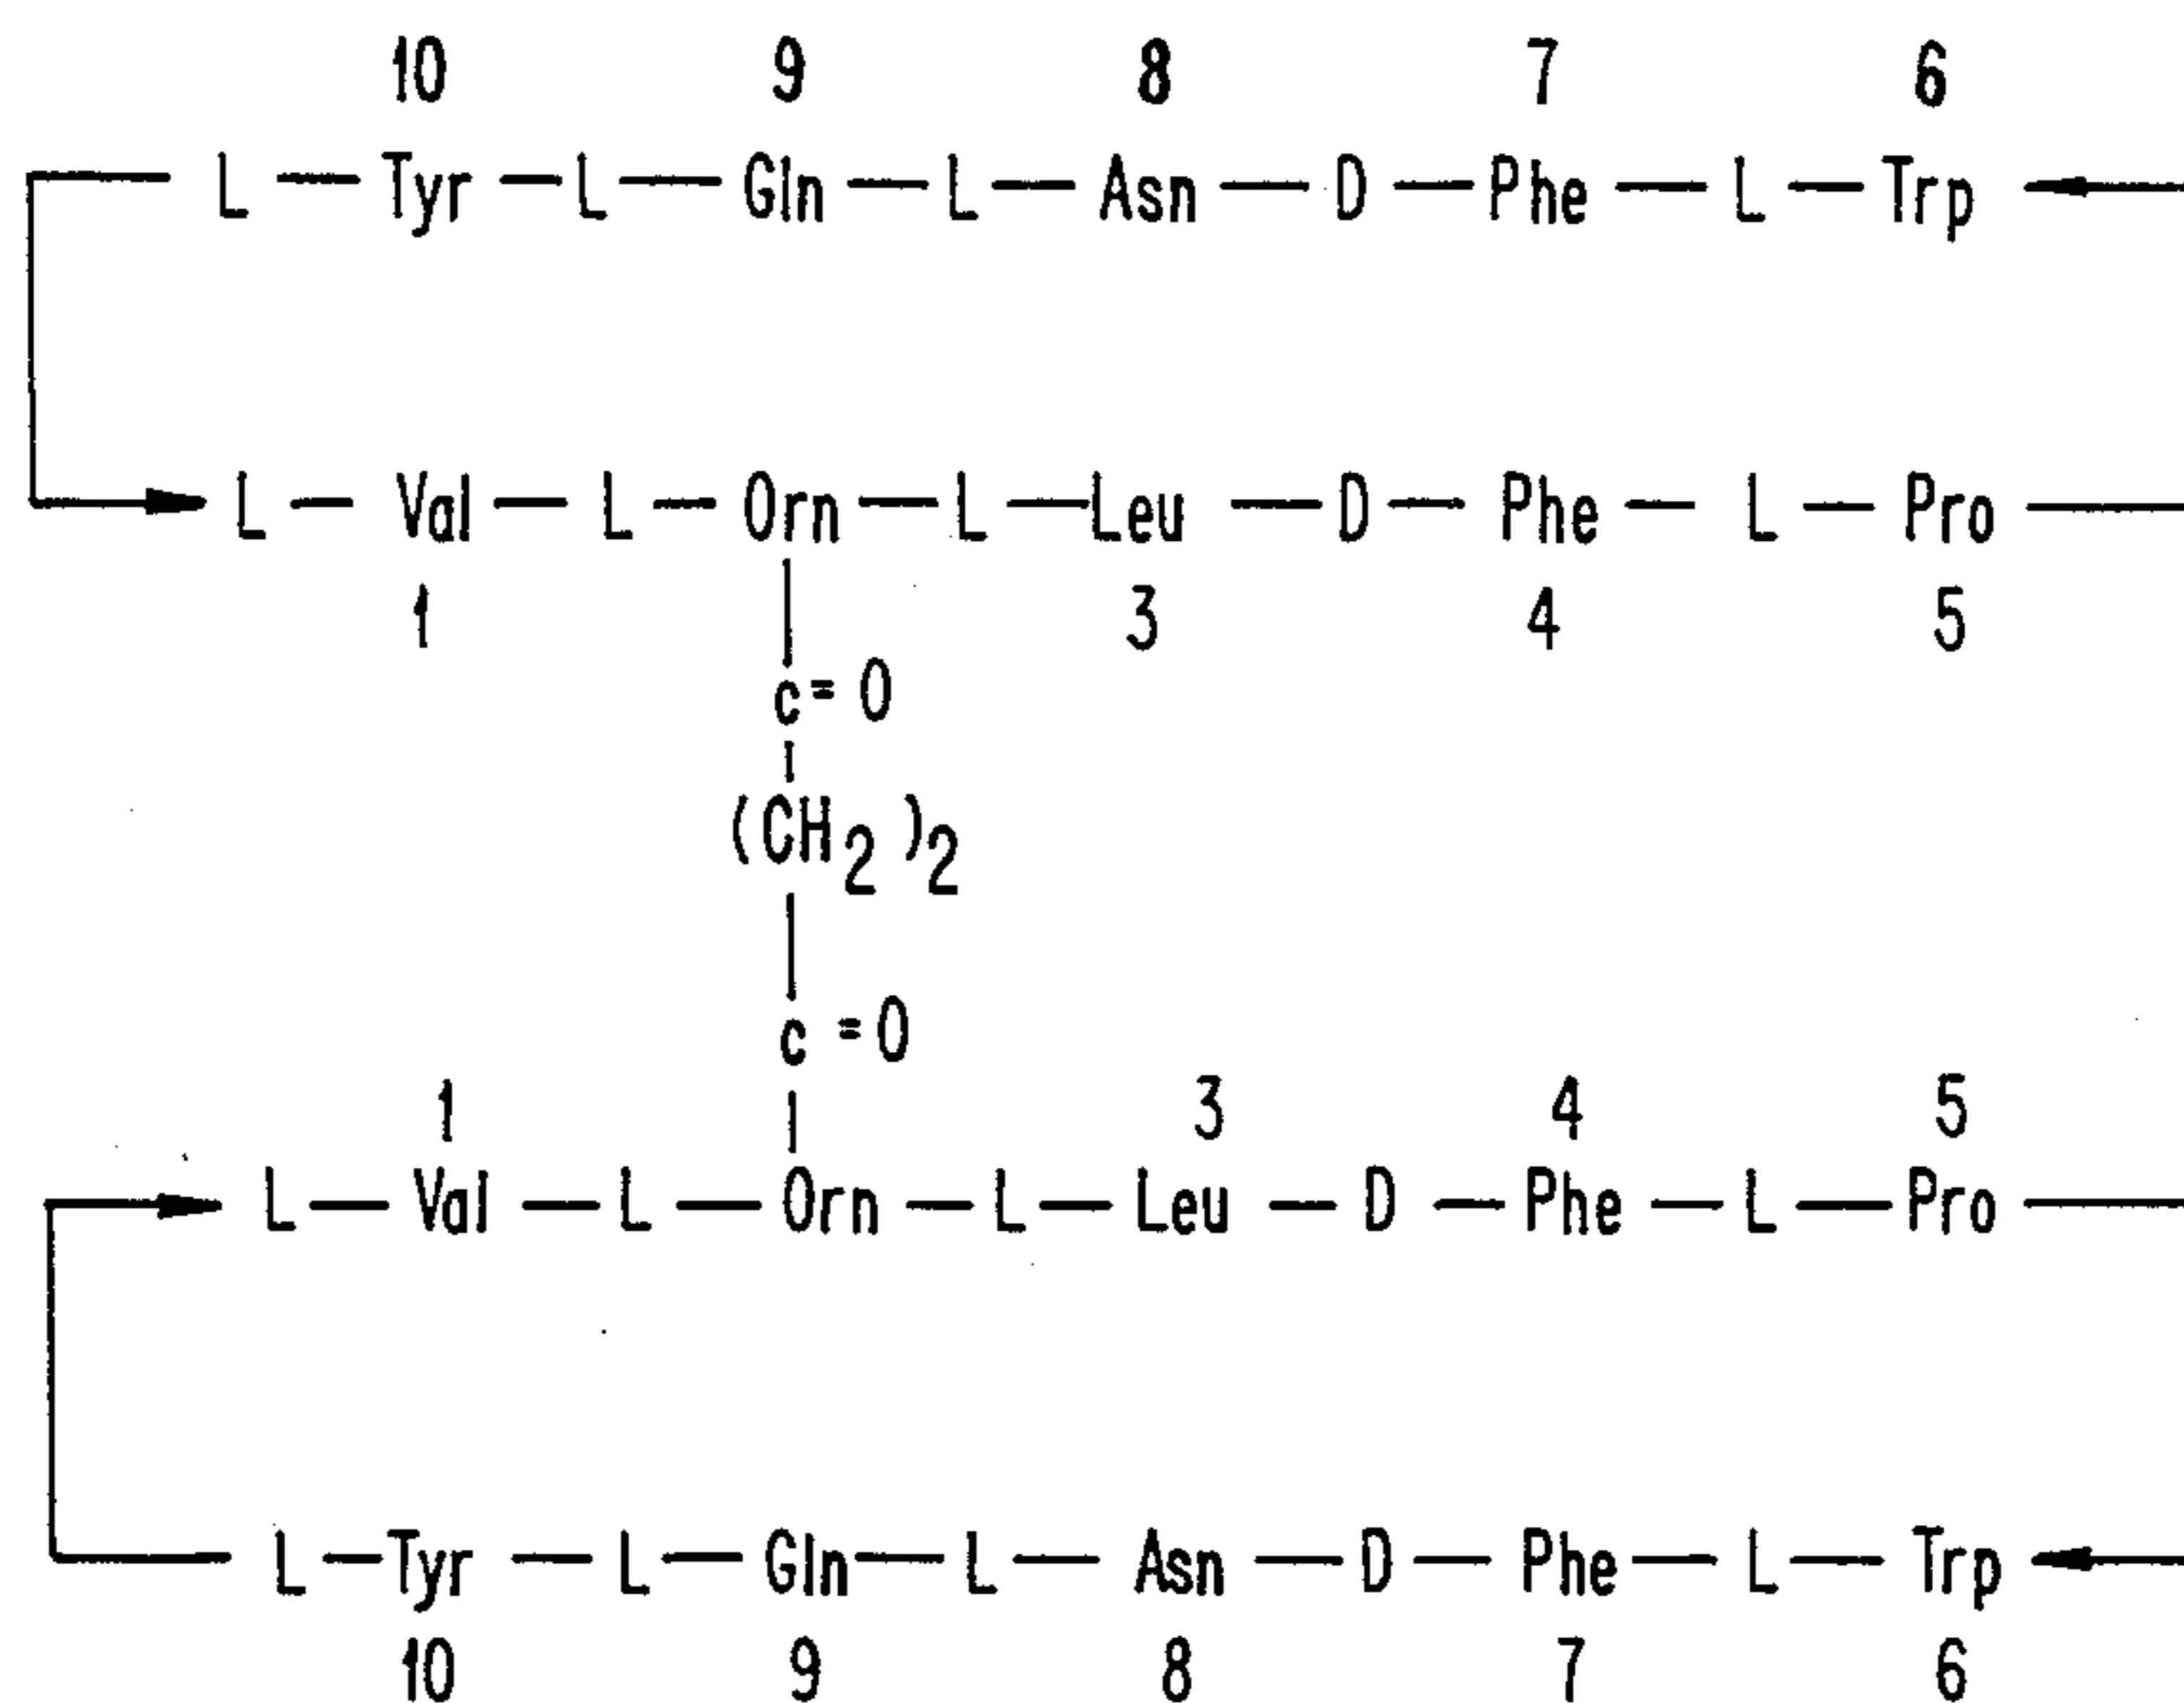 10 9 8 7 6
L — Tyr — L — Gln — L — Asn — D — Phe — L — Trp
L — Val — L — Orn — L — Leu — D — Phe — L — Pro
1 3 4 5
c=0
(CH2)2
c=0
1 3 4 5
L — Val — L — Orn — L — Leu — D — Phe — L — Pro
L — Tyr — L — Gln — L — Asn — D — Phe — L — Trp
10 9 8 7 6